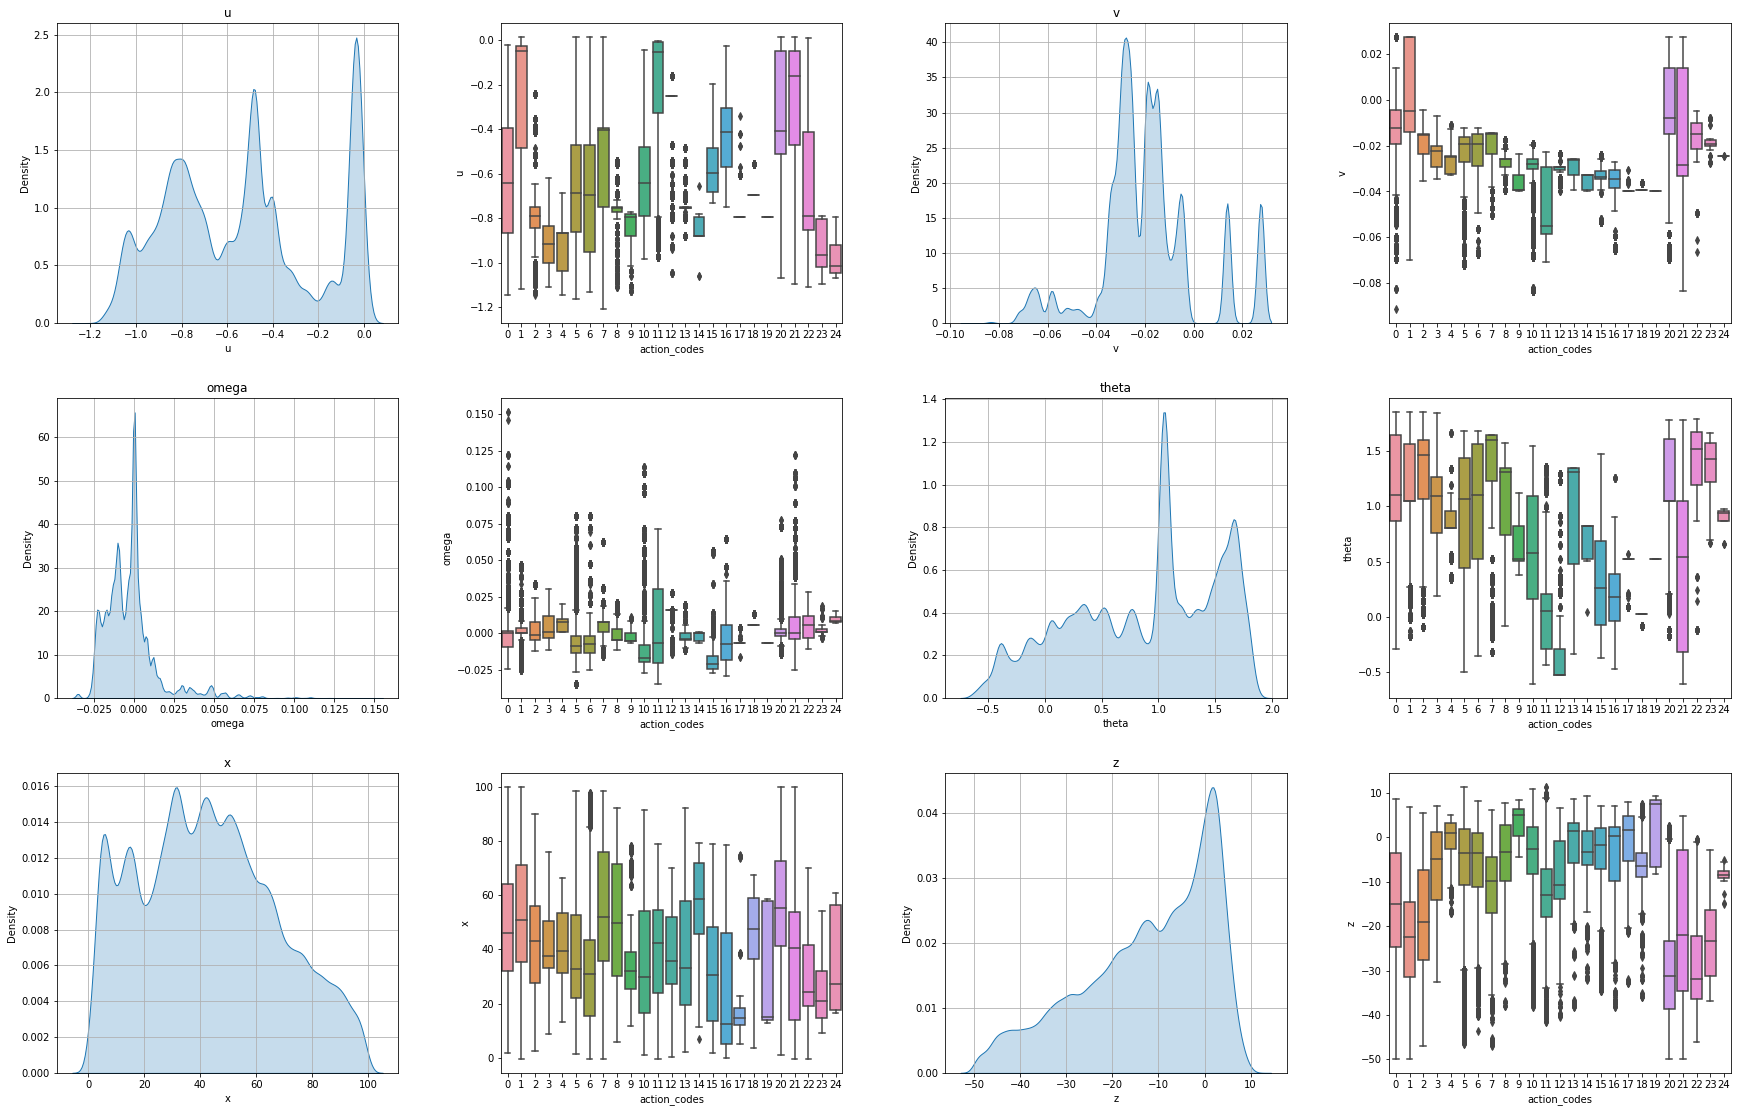 u
2.5
2.0
1.5
1.0
0.5
0.0
Density
−1.2 −1.0 −0.8 −0.6 −0.4 −0.2 0.0
u
0.0
−0.2
−0.4
−0.6
−0.8
−1.0
−1.2
u
0 1 2 3 4 5 6 7 8 9 10 11 12 13 14 15 16 17 18 19 20 21 22 23 24
action_codes
v
40
35
30
25
20
15
10
5
0
Density
−0.10 −0.08 −0.06 −0.04 −0.02 0.00 0.02
v
0.02
0.00
−0.02
−0.04
−0.06
−0.08
v
0 1 2 3 4 5 6 7 8 9 10 11 12 13 14 15 16 17 18 19 20 21 22 23 24
action_codes
omega
60
50
40
30
20
10
0
Density
−0.025 0.000 0.025 0.050 0.075 0.100 0.125 0.150
omega
0.150
0.125
0.100
0.075
0.050
0.025
0.000
−0.025
omega
0 1 2 3 4 5 6 7 8 9 10 11 12 13 14 15 16 17 18 19 20 21 22 23 24
action_codes
theta
1.4
1.2
1.0
0.8
0.6
0.4
0.2
0.0
Density
−0.5 0.0 0.5 1.0 1.5 2.0
theta
1.5
1.0
0.5
0.0
−0.5
theta
0 1 2 3 4 5 6 7 8 9 10 11 12 13 14 15 16 17 18 19 20 21 22 23 24
action_codes
x
0.016
0.014
0.012
0.010
0.008
0.006
0.004
0.002
0.000
Density
0 20 40 60 80 100
x
100
80
60
40
20
0
x
0 1 2 3 4 5 6 7 8 9 10 11 12 13 14 15 16 17 18 19 20 21 22 23 24
action_codes
z
0.04
0.03
0.02
0.01
0.00
Density
−50 −40 −30 −20 −10 0 10
z
10
0
−10
−20
−30
−40
−50
z
0 1 2 3 4 5 6 7 8 9 10 11 12 13 14 15 16 17 18 19 20 21 22 23 24
action_codes